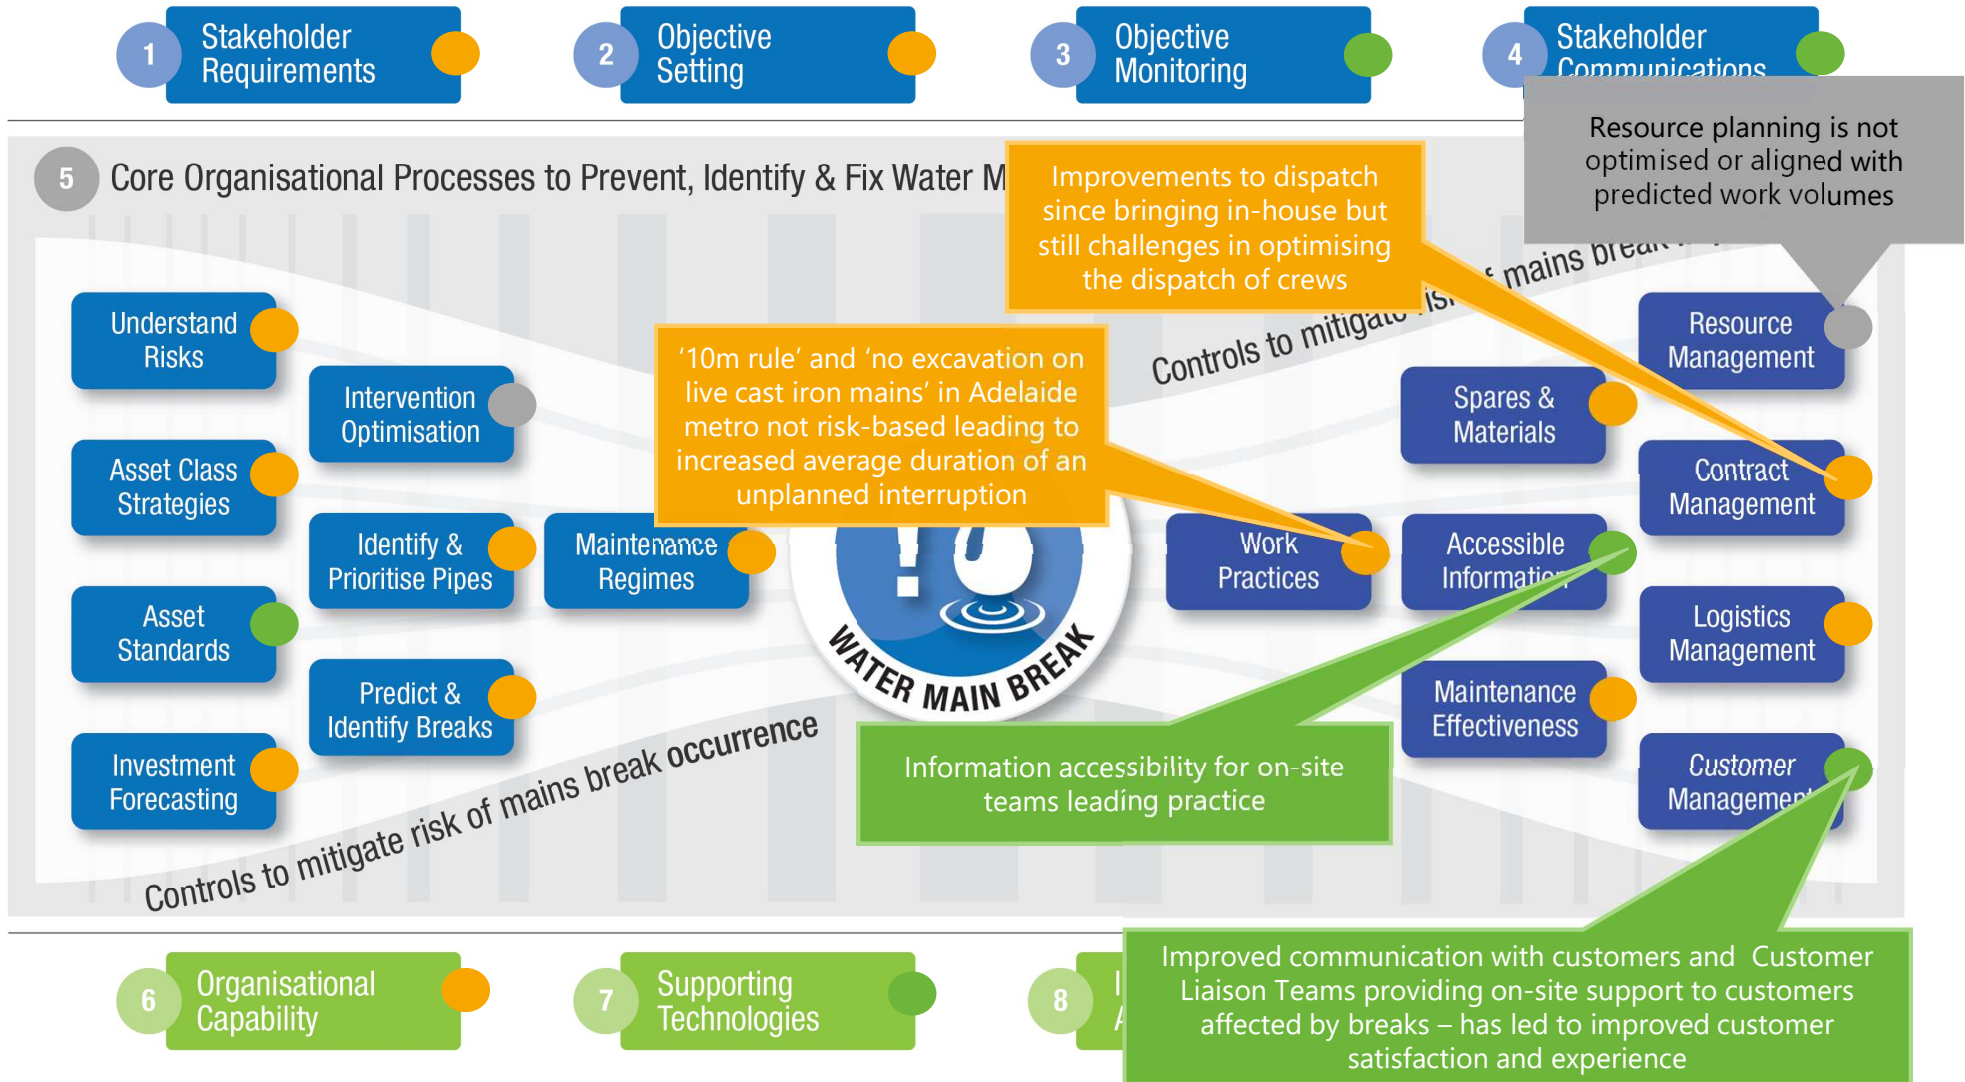 1
Stakeholder
Requirements
2
Objective
Setting
3
Objective
Monitoring
4
Stakeholder
Communications
Resource planning is not
optimised or aligned with
predicted work volumes
5
Core Organisational Processes to Prevent, Identify & Fix Water M
Improvements to dispatch
since bringing in-house but
still challenges in optimising
the dispatch of crews
Controls to mitigate mains break
'10m rule' and 'no excavation on
live cast iron mains' in Adelaide
metro not risk-based leading to
increased average duration of an
unplanned interruption
Understand
Risks
Intervention
Optimisation
Asset Class
Strategies
Identify &
Prioritise Pipes
Maintenance
Regimes
Asset
Standards
Predict &
Identify Breaks
Investment
Forecasting
Controls to mitigate risk of mains break occurrence
!
WATER MAIN BREAK
Work
Practices
Spares &
Materials
Accessible
Information
Maintenance
Effectiveness
Resource
Management
Contract
Management
Logistics
Management
Customer
Management
Information accessibility for on-site
teams leading practice
Improved communication with customers and Customer
Liaison Teams providing on-site support to customers
affected by breaks – has led to improved customer
satisfaction and experience
6
Organisational
Capability
7
Supporting
Technologies
8